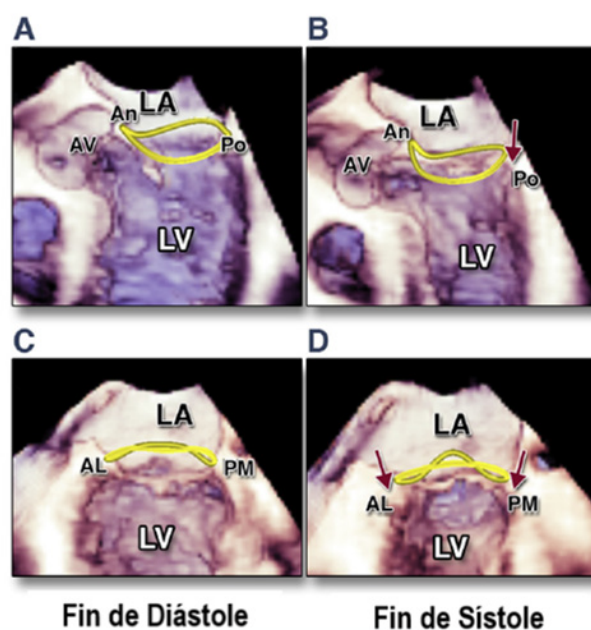 A
B
LA
An
AV
Po
LV
LA
An
AV
Po
LV
C
D
LA
AL
PM
LV
LA
AL
PM
LV
Fin de Diástole
Fin de Sístole